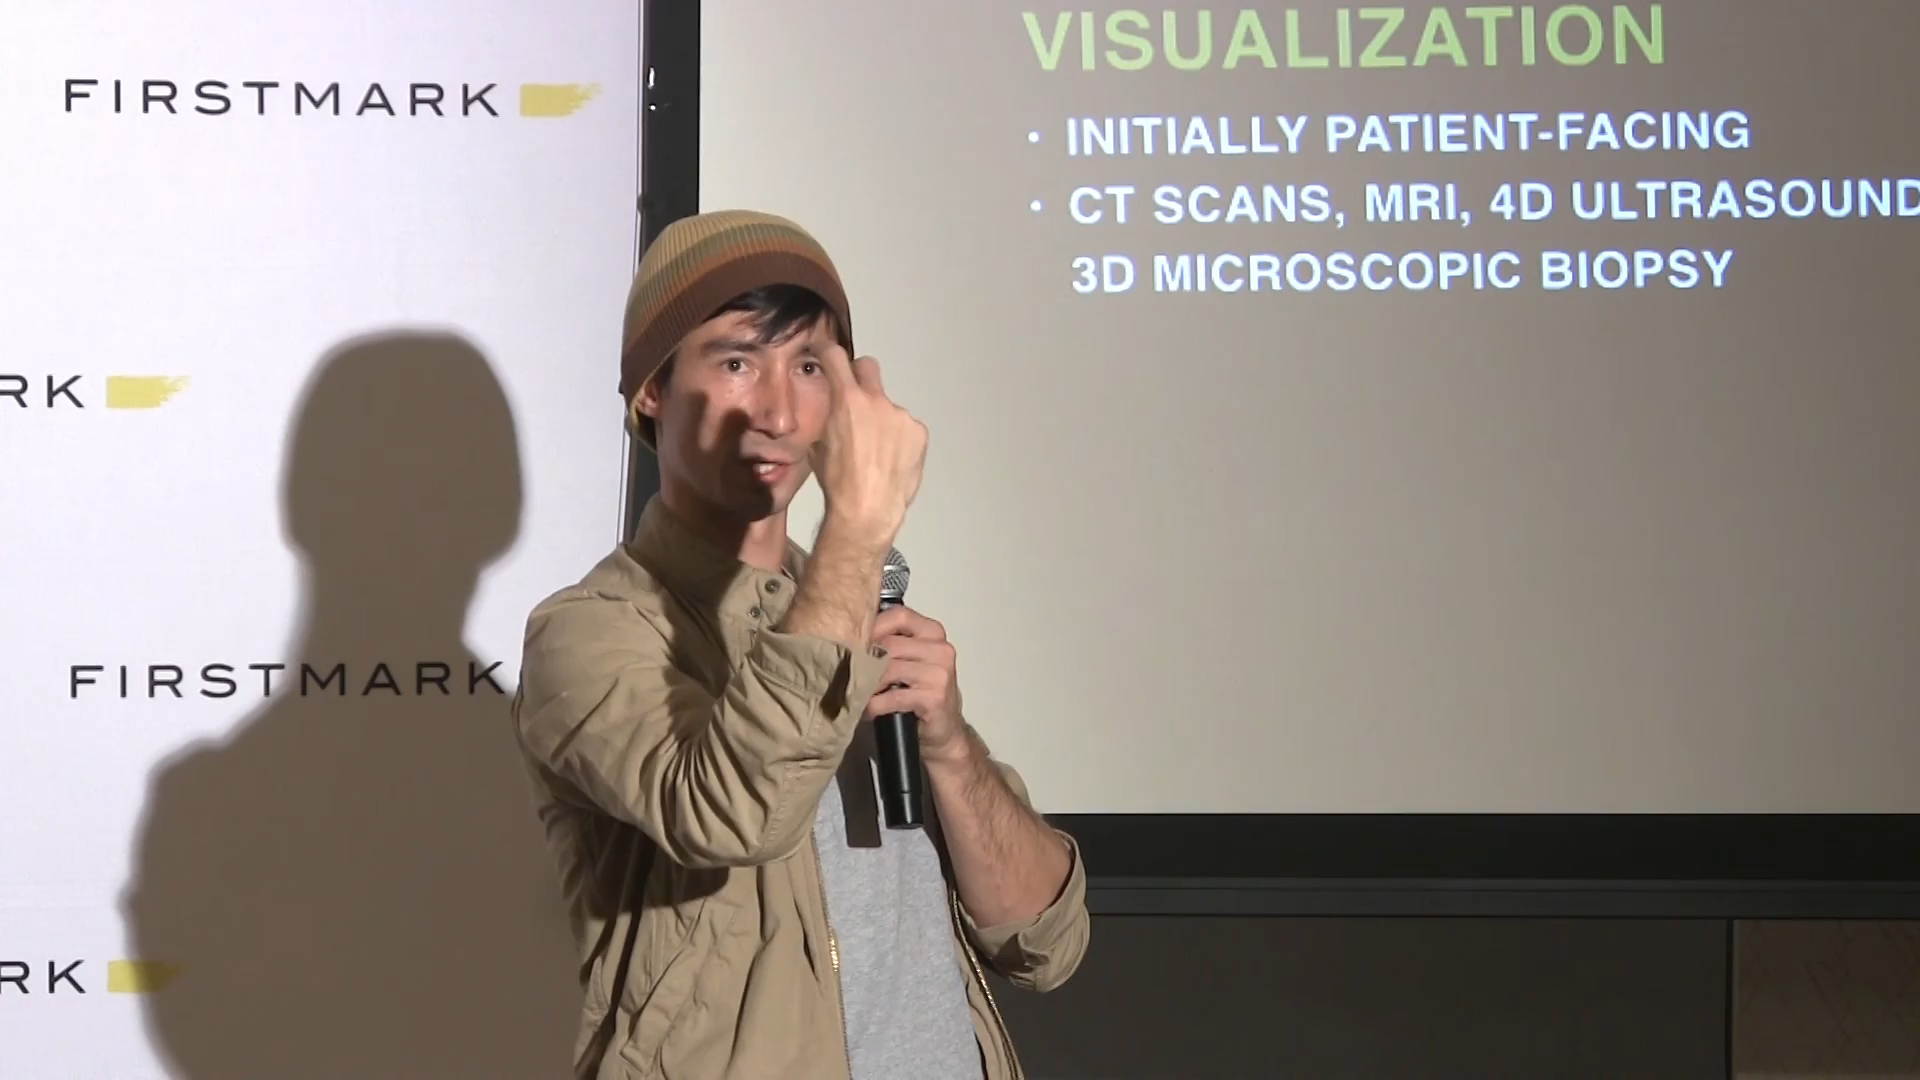 FIRSTMARK
RK
FIRSTMARK
RK
VISUALIZATION
• INITIALLY PATIENT-FACING
• CT SCANS, MRI, 4D ULTRASOUND
3D MICROSCOPIC BIOPSY